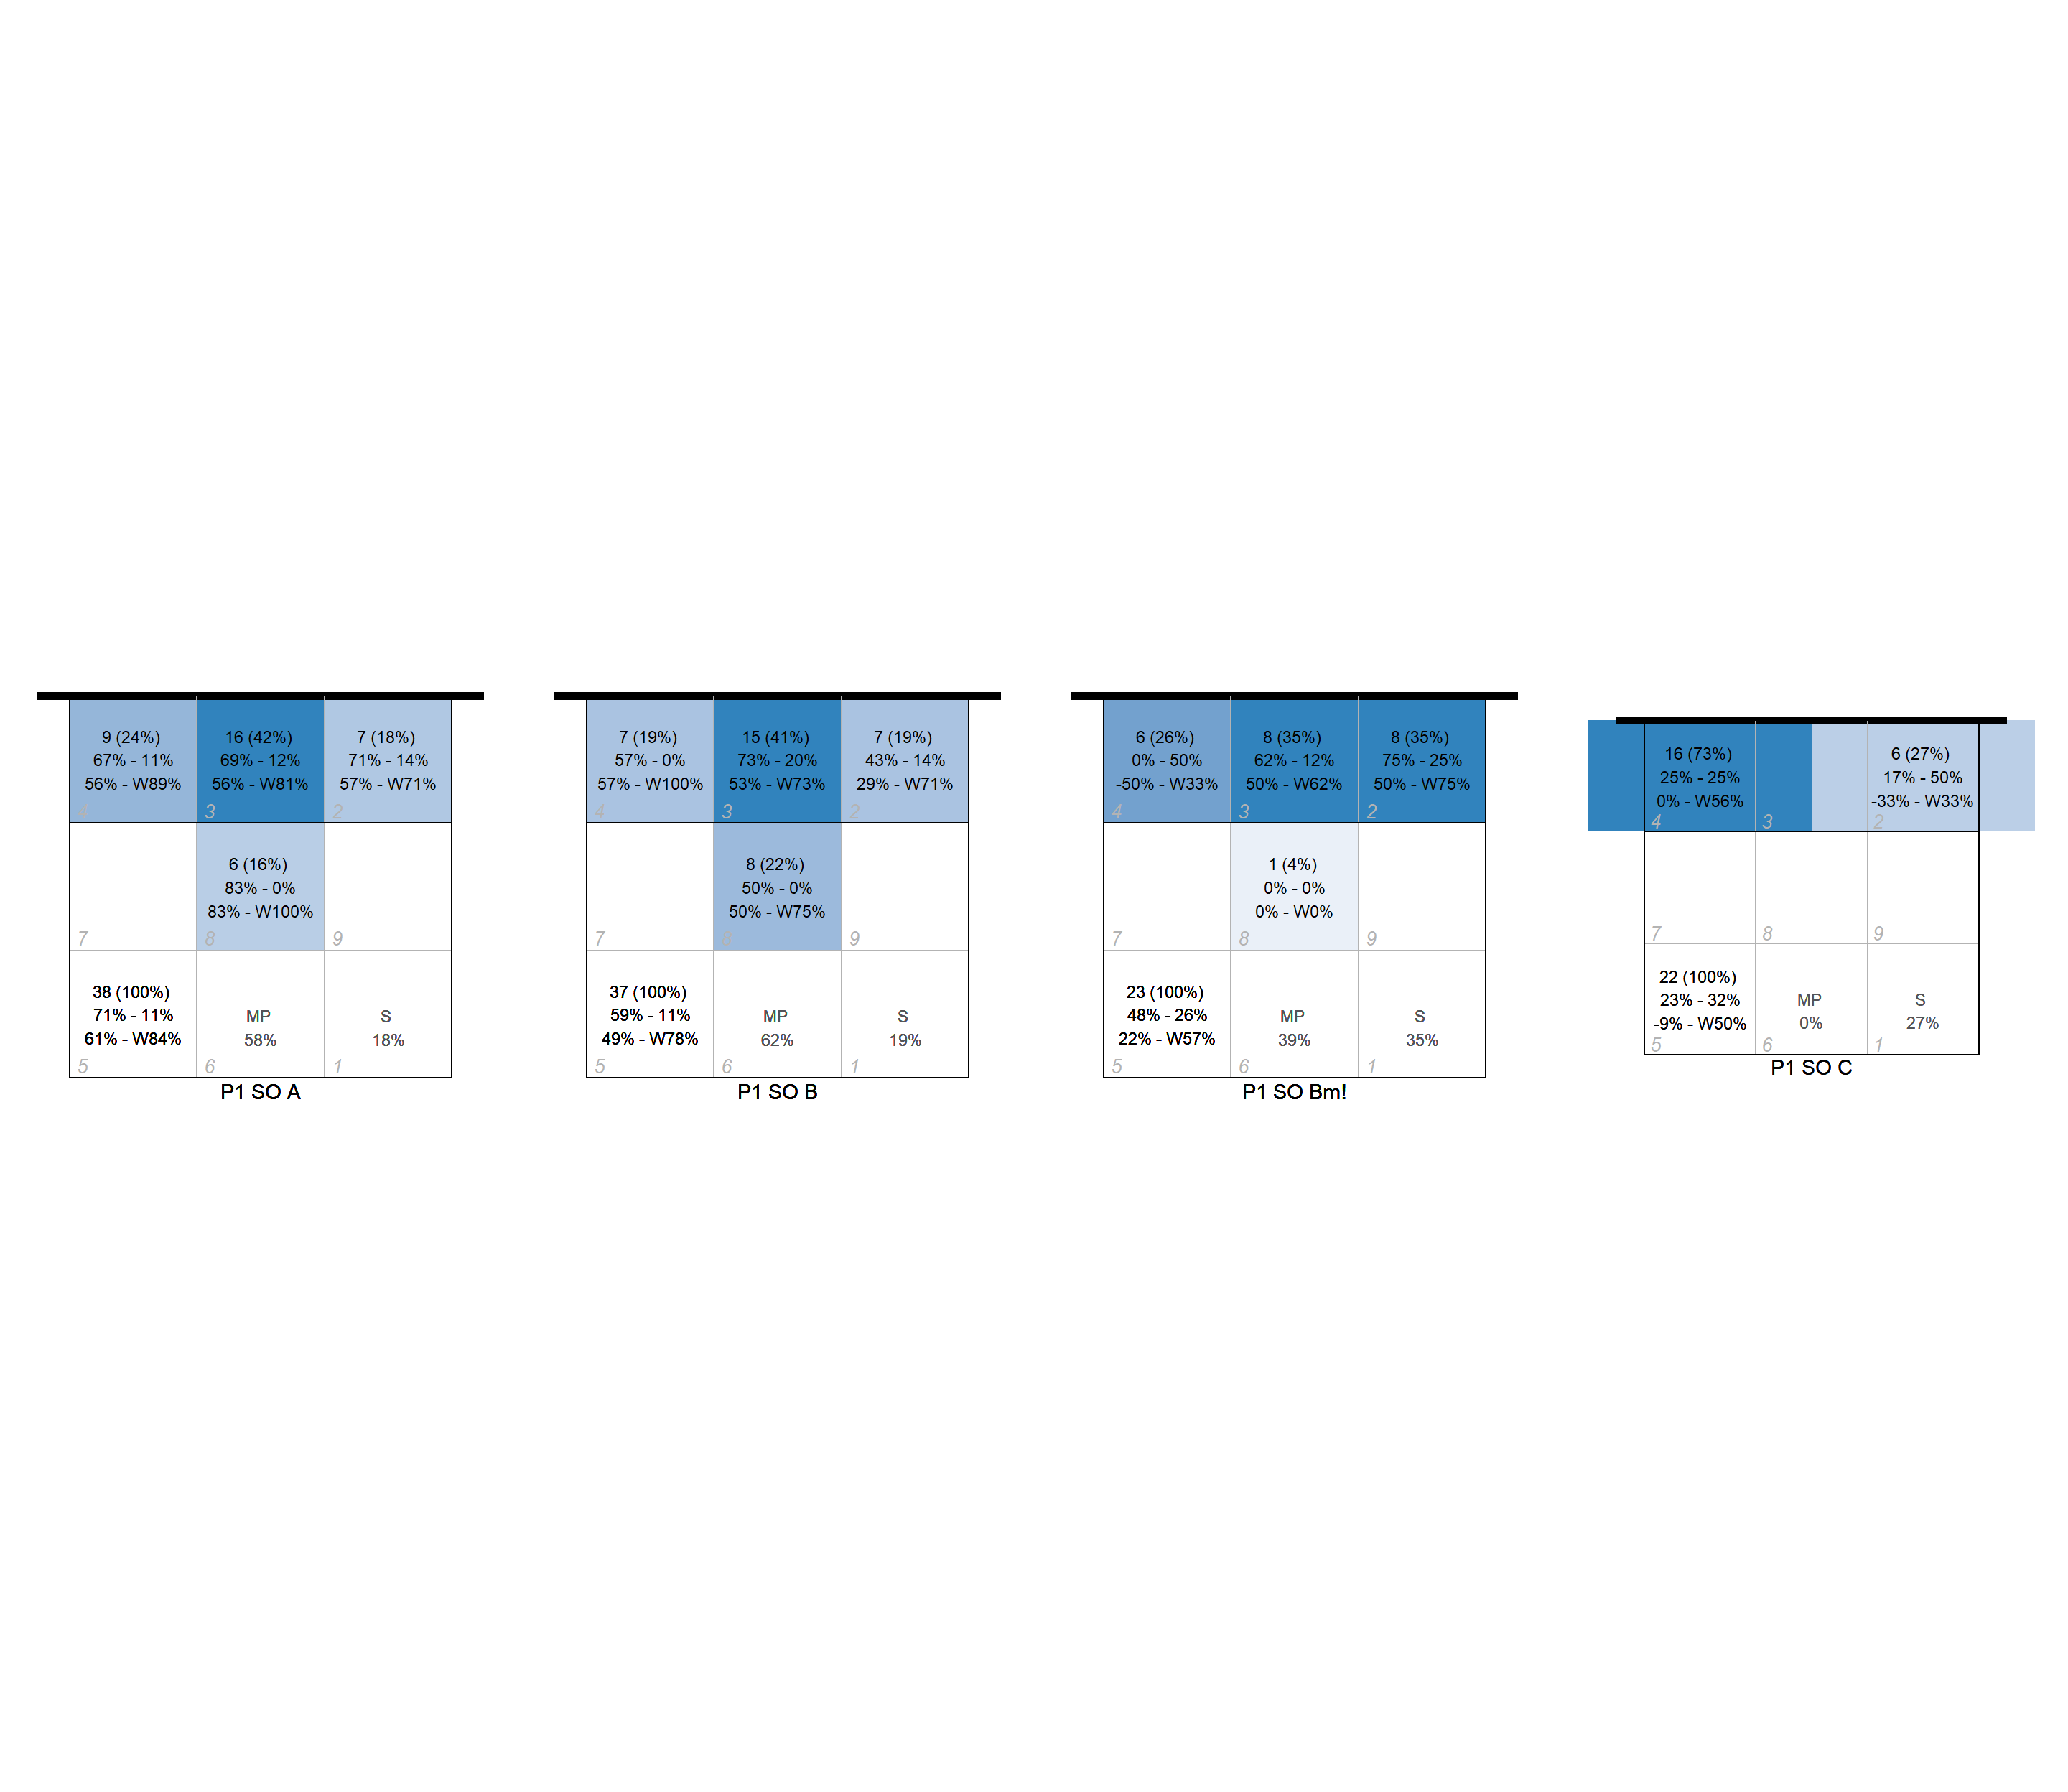 9 (24%)
67% - 11%
56% - W89%
4
16 (42%)
69% - 12%
56% - W81%
3
7 (18%)
71% - 14%
57% - W71%
2
7
6 (16%)
83% - 0%
83% - W100%
8
9
38 (100%)
71% - 11%
61% - W84%
5
MP
58%
6
S
18%
1
P1 SO A
7 (19%)
57% - 0%
57% - W100%
4
15 (41%)
73% - 20%
53% - W73%
3
7 (19%)
43% - 14%
29% - W71%
2
7
8 (22%)
50% - 0%
50% - W75%
8
9
37 (100%)
59% - 11%
49% - W78%
5
MP
62%
6
S
19%
1
P1 SO B
6 (26%)
0% - 50%
-50% - W33%
4
8 (35%)
62% - 12%
50% - W62%
3
8 (35%)
75% - 25%
50% - W75%
2
7
1 (4%)
0% - 0%
0% - W0%
8
9
23 (100%)
48% - 26%
22% - W57%
5
MP
39%
6
S
35%
1
P1 SO Bm!
16 (73%)
25% - 25%
0% - W56%
4
3
6 (27%)
17% - 50%
-33% - W33%
2
7
8
9
22 (100%)
23% - 32%
-9% - W50%
5
MP
0%
6
S
27%
1
P1 SO C